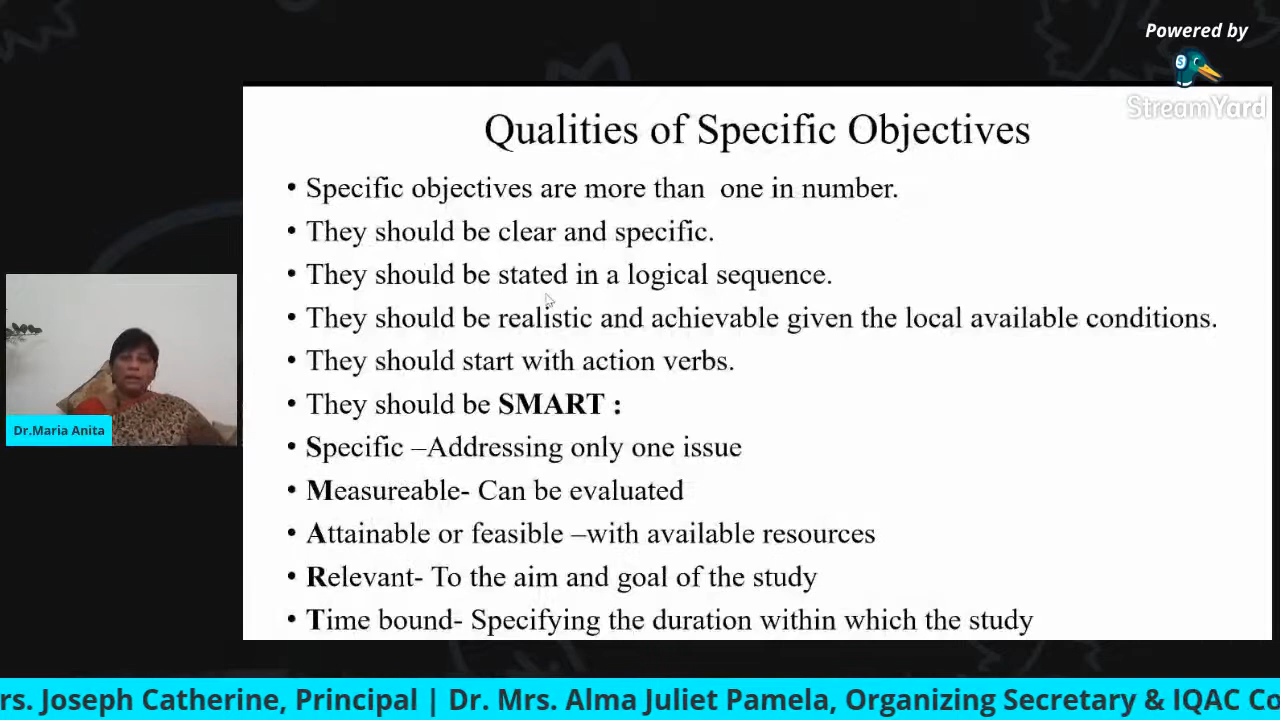 Powered by
StreamYard
Qualities of Specific Objectives
• Specific objectives are more than one in number.
• They should be clear and specific.
• They should be stated in a logical sequence.
• They should be realistic and achievable given the local available conditions.
• They should start with action verbs.
• They should be SMART :
• Specific –Addressing only one issue
• Measureable- Can be evaluated
• Attainable or feasible –with available resources
• Relevant- To the aim and goal of the study
• Time bound- Specifying the duration within which the study
Dr.Maria Anita
rs. Joseph Catherine, Principal | Dr. Mrs. Alma Juliet Pamela, Organizing Secretary & IQAC Co